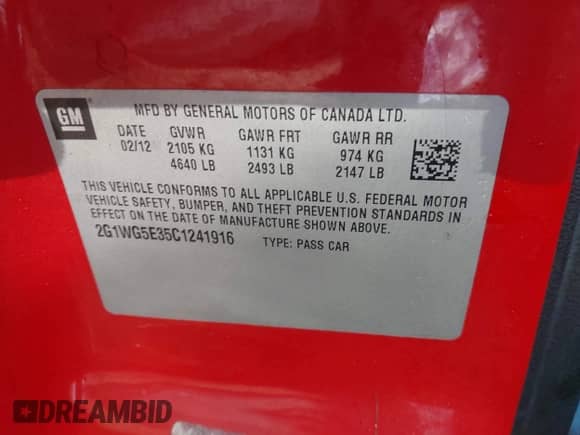 GM
MFD BY GENERAL MOTORS OF CANADA LTD.
DATE GVWR GAWR FRT GAWR RR
02/12 2105 KG 1131 KG 974 KG
4640 LB 2493 LB 2147 LB
THIS VEHICLE CONFORMS TO ALL APPLICABLE U.S. FEDERAL MOTOR
VEHICLE SAFETY, BUMPER, AND THEFT PREVENTION STANDARDS IN
EFFECT ON THE DATE OF MANUFACTURE SHOWN ABOVE.
2G1WG5E35C1241916 TYPE: PASS CAR
DREAMBID